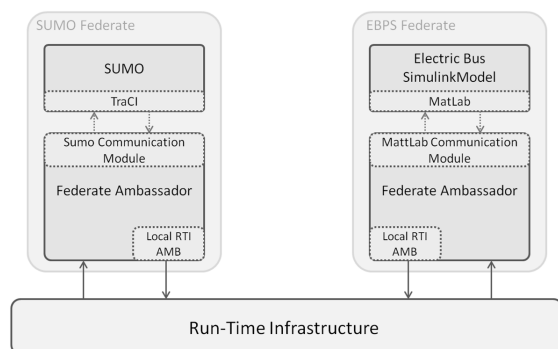 SUMO Federate
SUMO
TraCI
Sumo Communication
Module
Federate Ambassador
Local RTI
AMB
EBPS Federate
Electric Bus
SimulinkModel
MatLab
MattLab Communication
Module
Federate Ambassador
Local RTI
AMB
Run-Time Infrastructure